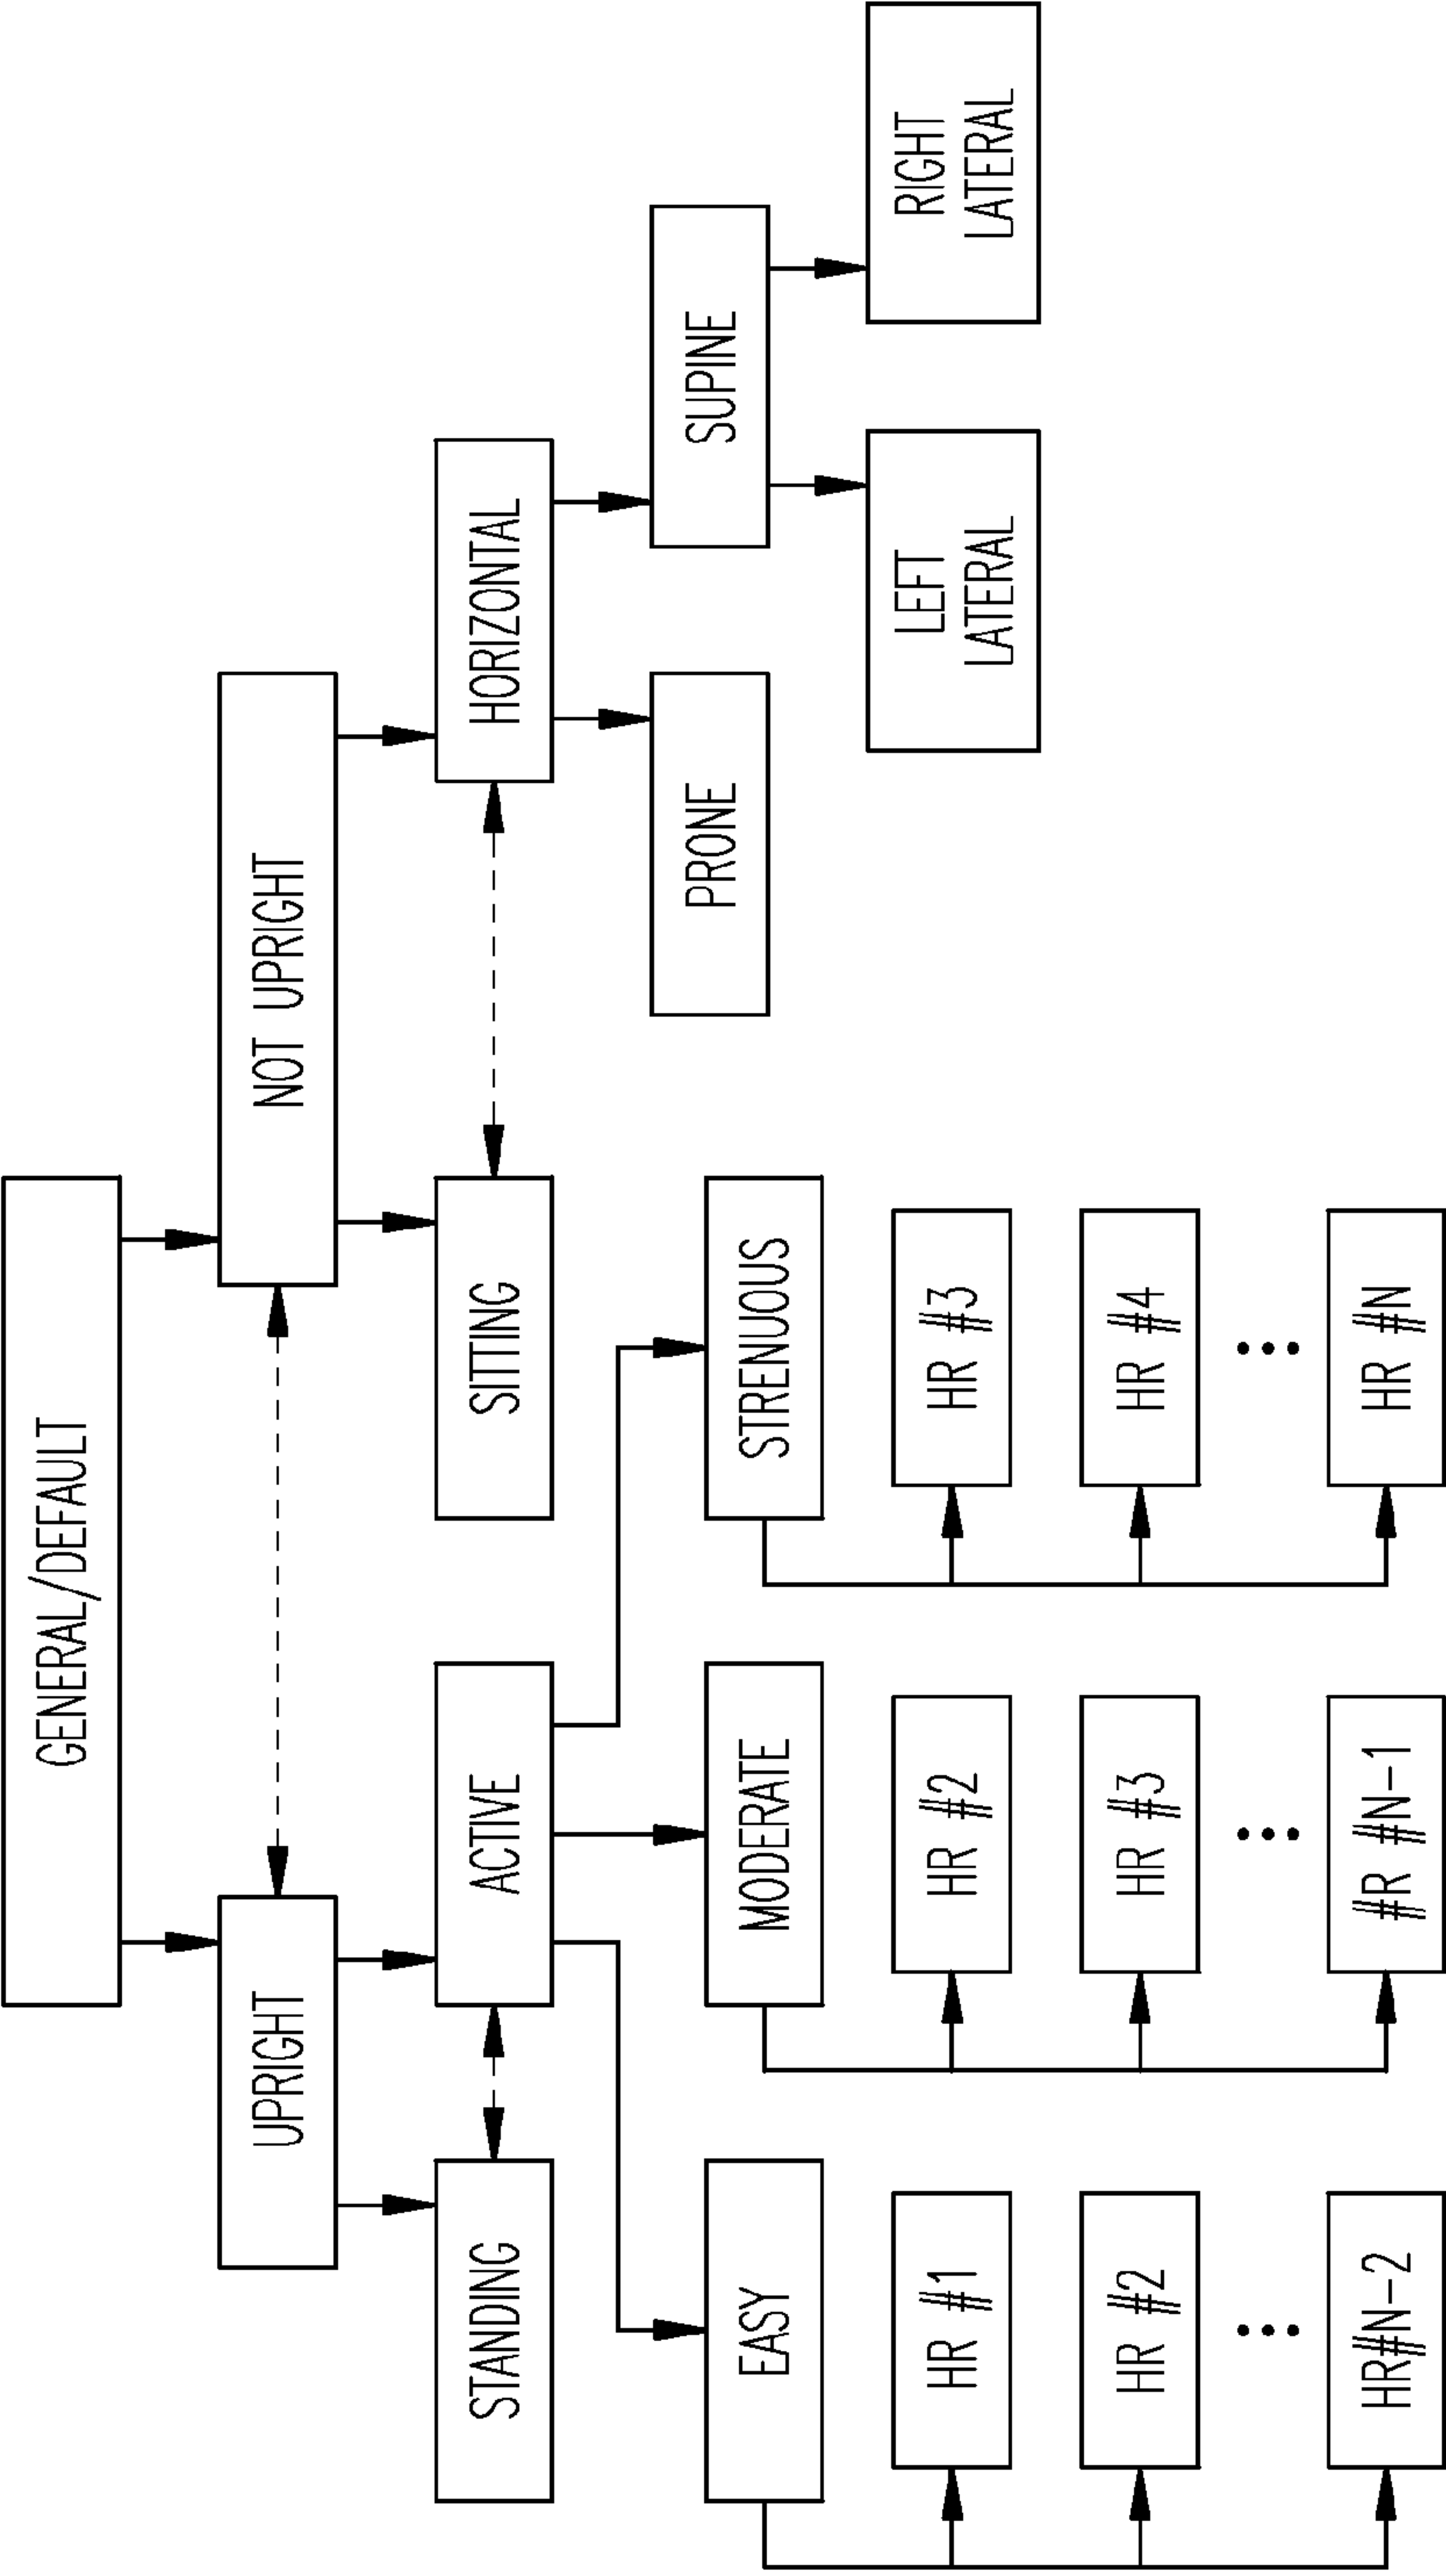 GENERAL/DEFAULT
UPRIGHT
NOT UPRIGHT
STANDING
ACTIVE
SITTING
HORIZONTAL
PRONE
SUPINE
EASY
MODERATE
STRENUOUS
LEFT
LATERAL
RIGHT
LATERAL
HR #1
HR #2
HR #3
HR #2
HR #3
HR #4
HR#N-2
#R #N-1
HR #N